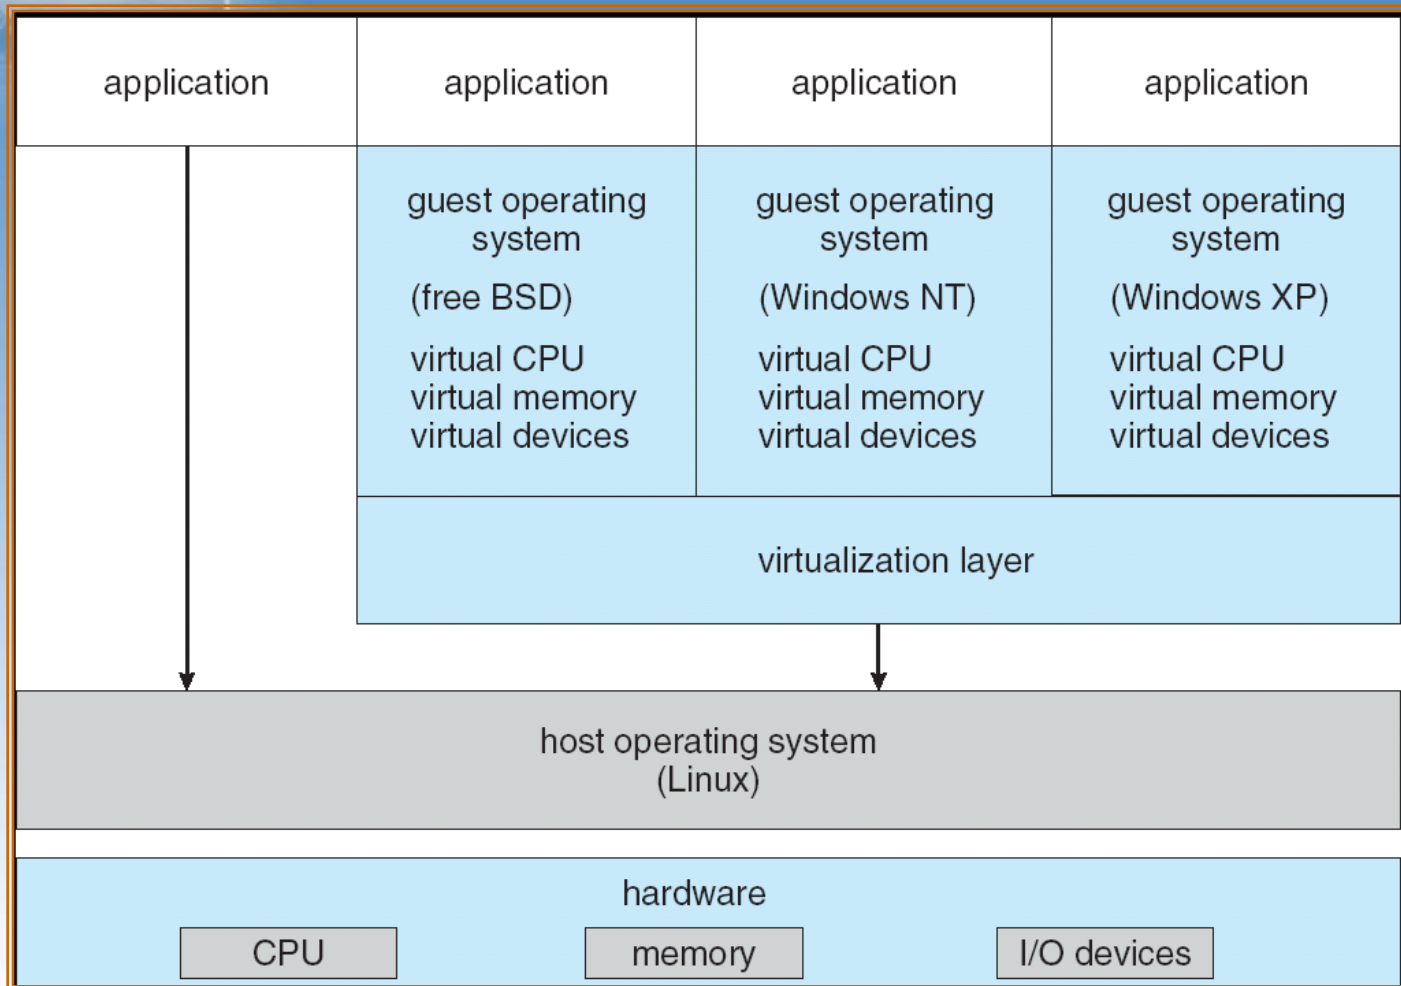 application
application
application
application
guest operating
system
(free BSD)
virtual CPU
virtual memory
virtual devices
guest operating
system
(Windows NT)
virtual CPU
virtual memory
virtual devices
guest operating
system
(Windows XP)
virtual CPU
virtual memory
virtual devices
virtualization layer
host operating system
(Linux)
hardware
CPU
memory
I/O devices